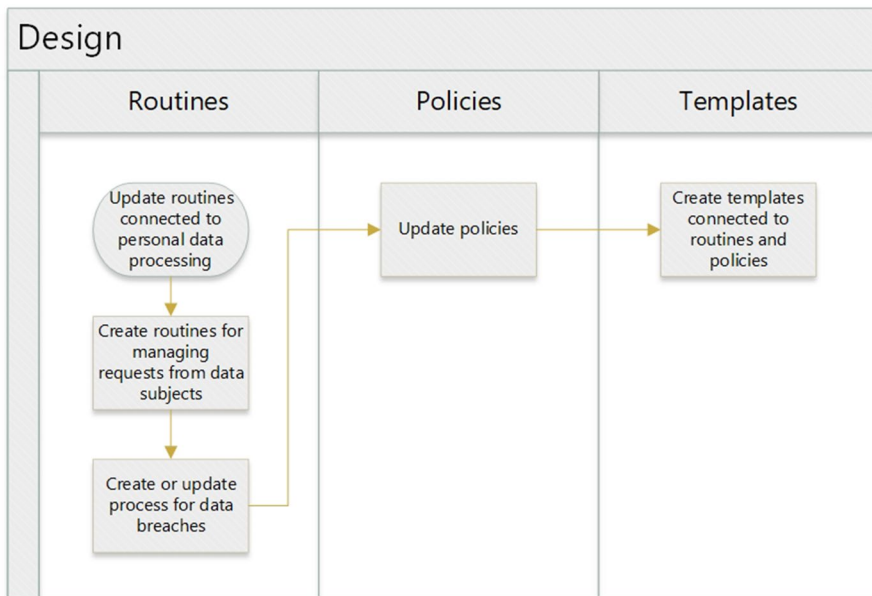 Design
Routines
Policies
Templates
Update routines
connected to
personal data
processing
Create routines for
managing
requests from data
subjects
Create or update
process for data
breaches
Update policies
Create templates
connected to
routines and
policies